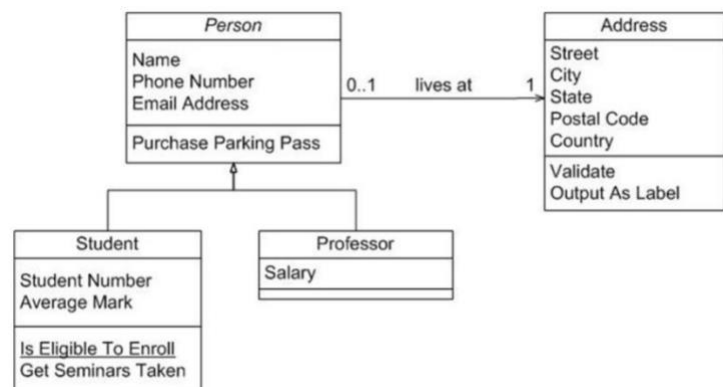 Person
Name
Phone Number
Email Address
Purchase Parking Pass
0..1 lives at 1
Address
Street
City
State
Postal Code
Country
Validate
Output As Label
Student
Student Number
Average Mark
Is Eligible To Enroll
Get Seminars Taken
Professor
Salary